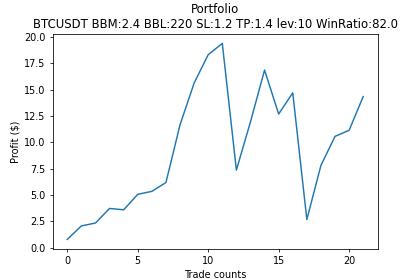 Portfolio
BTCUSDT BBM:2.4 BBL:220 SL:1.2 TP:1.4 lev:10 WinRatio:82.0
20.0
17.5
15.0
12.5
10.0
7.5
5.0
2.5
0.0
Profit ($)
0 5 10 15 20
Trade counts